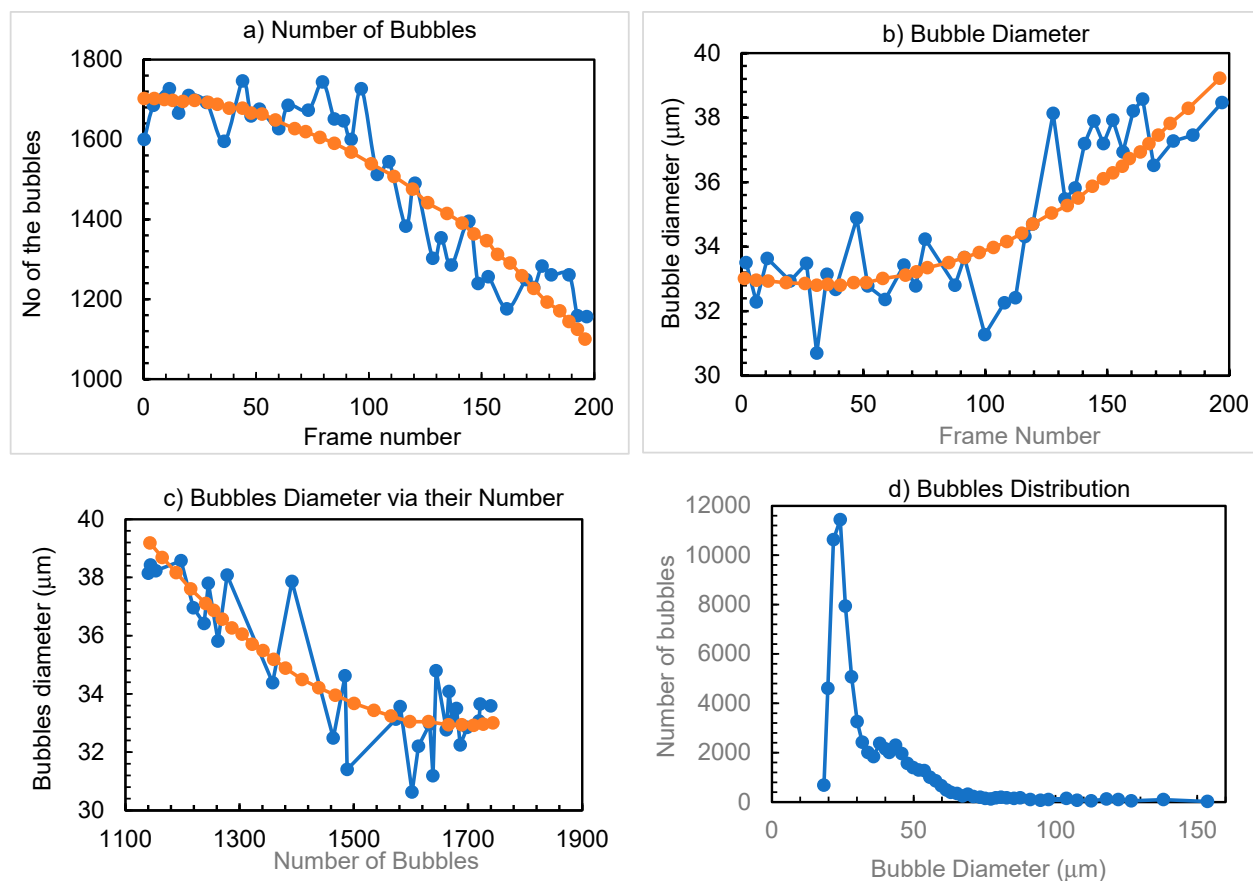 a) Number of Bubbles
No of the bubbles
1800
1600
1400
1200
1000
0 50 100 150 200
Frame number
b) Bubble Diameter
Bubble diameter (μm)
40
38
36
34
32
30
0 50 100 150 200
Frame Number
c) Bubbles Diameter via their Number
Bubbles diameter (μm)
40
38
36
34
32
30
1100 1300 1500 1700 1900
Number of Bubbles
d) Bubbles Distribution
Number of bubbles
12000
10000
8000
6000
4000
2000
0
0 50 100 150
Bubble Diameter (μm)